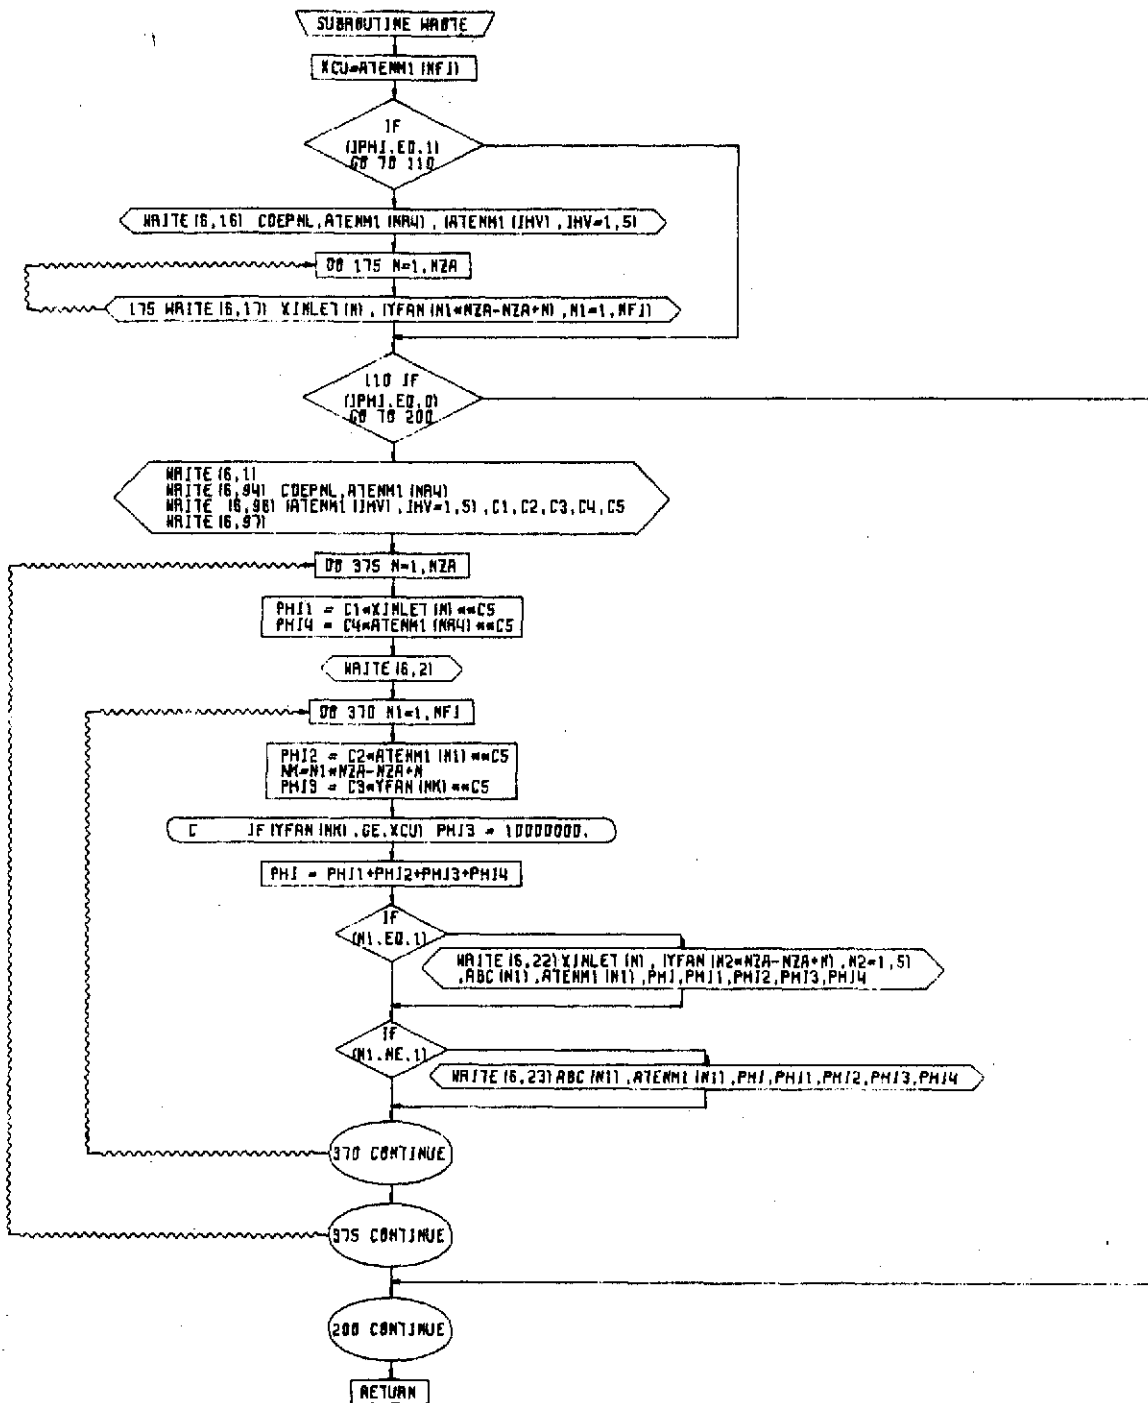 SUBROUTINE WASTE
XCU=ATENM1(NFJ)
IF
(IPHI.EQ.1)
GO TO 110
WRITE(6,16) CDEPNL,ATENM1(NR4),(ATENM1(IHV),IHV=1,5)
DO 175 N=1,NZA
175 WRITE(6,17) XINLET(N),(YFAN(N1*NZA-NZA+N),N1=1,NFJ)
110 IF
(IPHI.EQ.0)
GO TO 200
WRITE(6,1)
WRITE(6,94) CDEPNL,ATENM1(NR4)
WRITE (6,96) (ATENM1(IHV),IHV=1,5),C1,C2,C3,C4,C5
WRITE(6,97)
DO 375 N=1,NZA
PHI1 = C1*XINLET(N)**C5
PHI4 = C4*ATENM1(NR4)**C5
WRITE(6,2)
DO 370 N1=1,NFJ
PHI2 = C2*ATENM1(N1)**C5
NK=N1*NZA-NZA+N
PHI3 = C3*YFAN(NK)**C5
C IF(YFAN(NK).GE.XCU) PHI3 = 10000000.
PHI = PHI1+PHI2+PHI3+PHI4
IF
(N1.EQ.1)
WRITE(6,22)XINLET(N),(YFAN(N2*NZA-NZA+N),N2=1,5)
,ABC(N1),ATENM1(N1),PHI,PHI1,PHI2,PHI3,PHI4
IF
(N1.NE.1)
WRITE(6,23)ABC(N1),ATENM1(N1),PHI,PHI1,PHI2,PHI3,PHI4
370 CONTINUE
375 CONTINUE
200 CONTINUE
RETURN